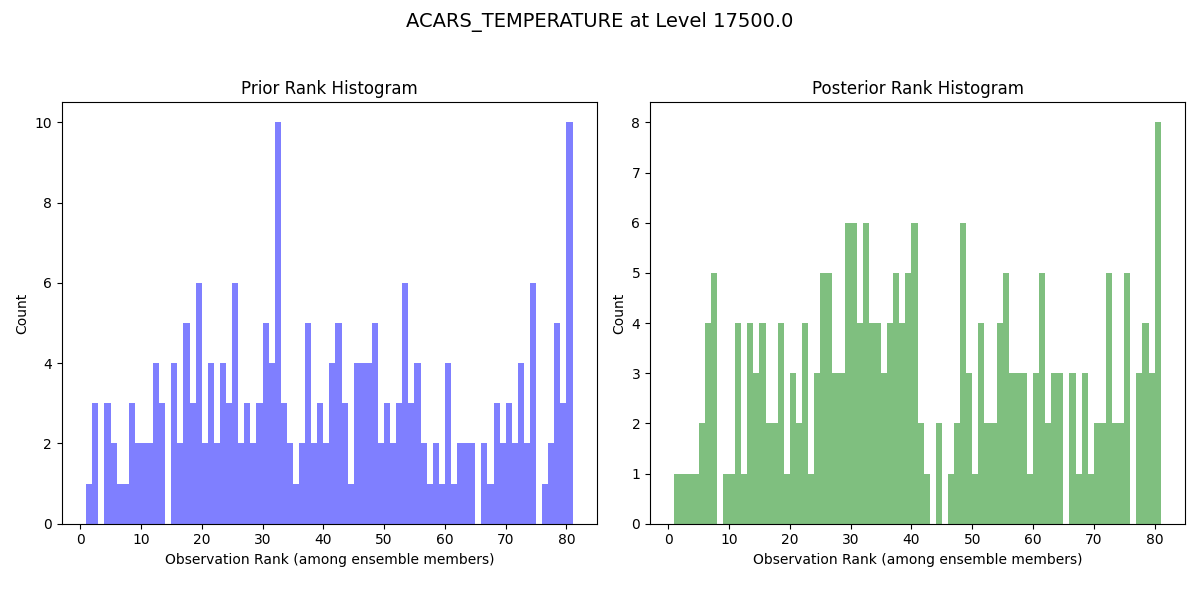 ACARS_TEMPERATURE at Level 17500.0
Prior Rank Histogram
Count
10
8
6
4
2
0
0 10 20 30 40 50 60 70 80
Observation Rank (among ensemble members)
Posterior Rank Histogram
Count
8
7
6
5
4
3
2
1
0
0 10 20 30 40 50 60 70 80
Observation Rank (among ensemble members)